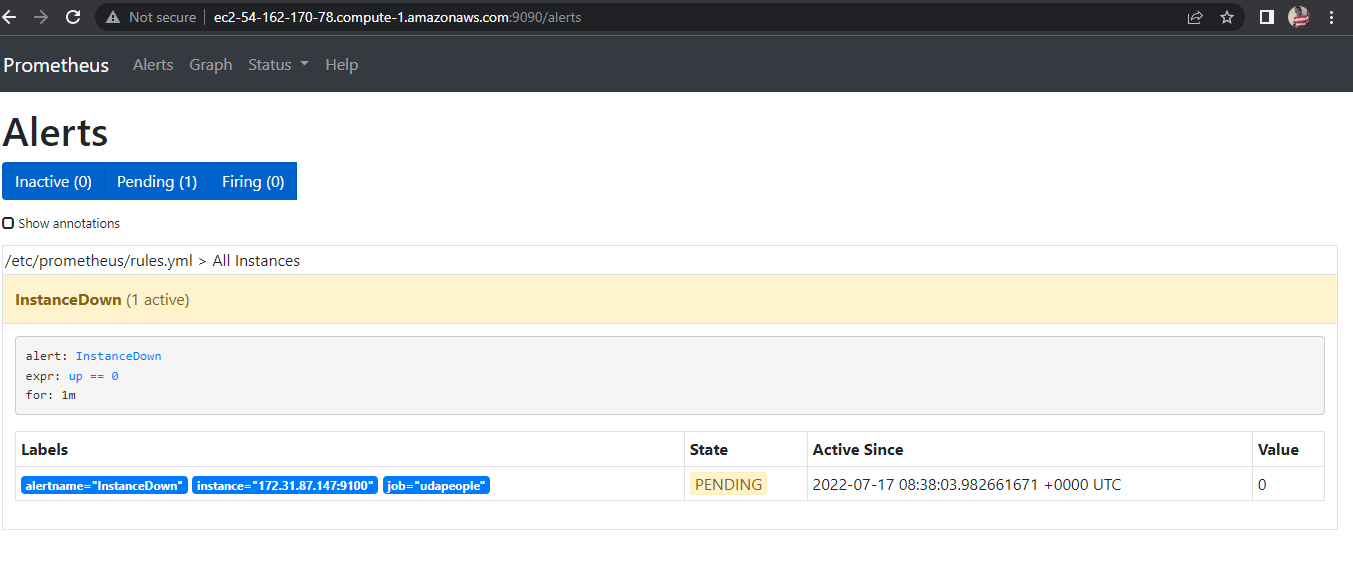 Not secure ec2-54-162-170-78.compute-1.amazonaws.com:9090/alerts
Prometheus Alerts Graph Status Help
Alerts
Inactive (0) Pending (1) Firing (0)
Show annotations
/etc/prometheus/rules.yml > All Instances
InstanceDown (1 active)
alert: InstanceDown
expr: up == 0
for: 1m
Labels State Active Since Value
alertname="InstanceDown" instance="172.31.87.147:9100" job="udapeople" PENDING 2022-07-17 08:38:03.982661671 +0000 UTC 0